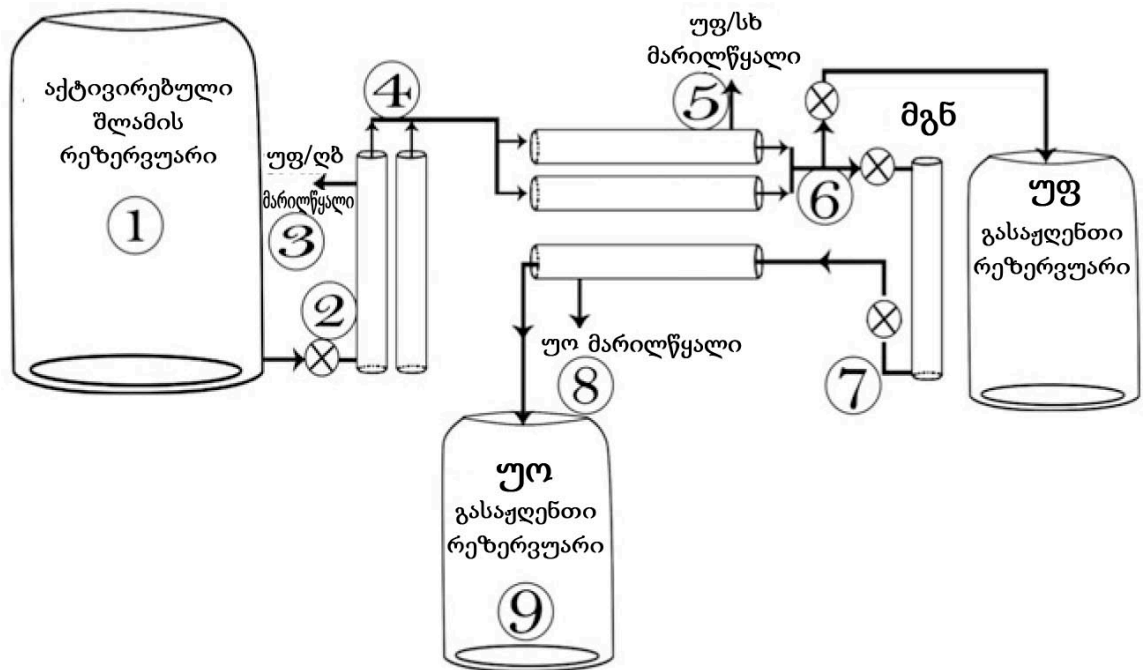 აქტივირებული
შლამის
რეზერვუარი
1
2
უფ/ღბ
მარილწყალი
3
4
უფ/სხ
მარილწყალი
5
6
მგნ
უფ
გასაჟღენთი
რეზერვუარი
7
უო მარილწყალი
8
უო
გასაჟღენთი
რეზერვუარი
9